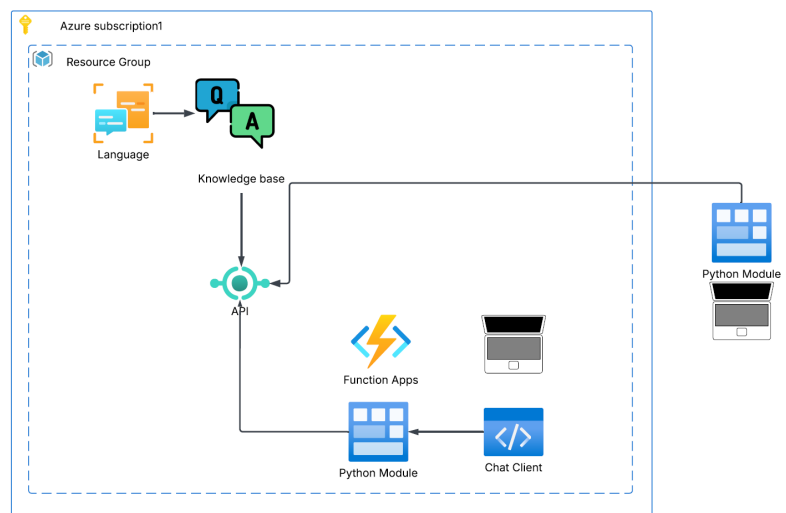 Azure subscription1
Resource Group
Q
A
Language
Knowledge base
Python Module
API
Function Apps
Python Module
Chat Client